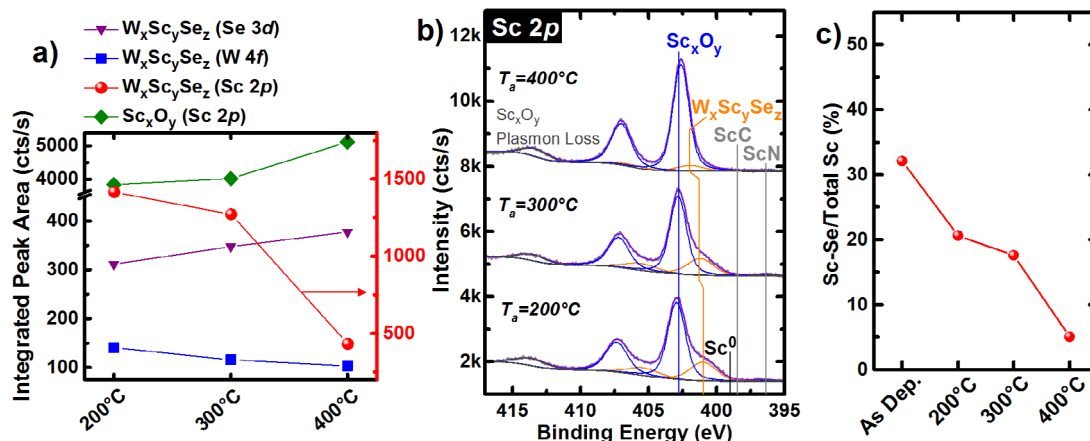 a)
WxScySez (Se 3d)
WxScySez (W 4f)
WxScySez (Sc 2p)
ScxOy (Sc 2p)
Integrated Peak Area (cts/s)
5000
4000
400
350
300
150
100
1500
1000
500
200°C
300°C
400°C
b)
Sc 2p
ScxOy
12k
10k
8k
6k
4k
2k
Intensity (cts/s)
Ta=400°C
ScxOy
Plasmon Loss
WxScySez
ScC
ScN
Ta=300°C
Ta=200°C
Sc0
415
410
405
400
395
Binding Energy (eV)
c)
Sc-Se/Total Sc (%)
50
40
30
20
10
0
As Dep.
200°C
300°C
400°C